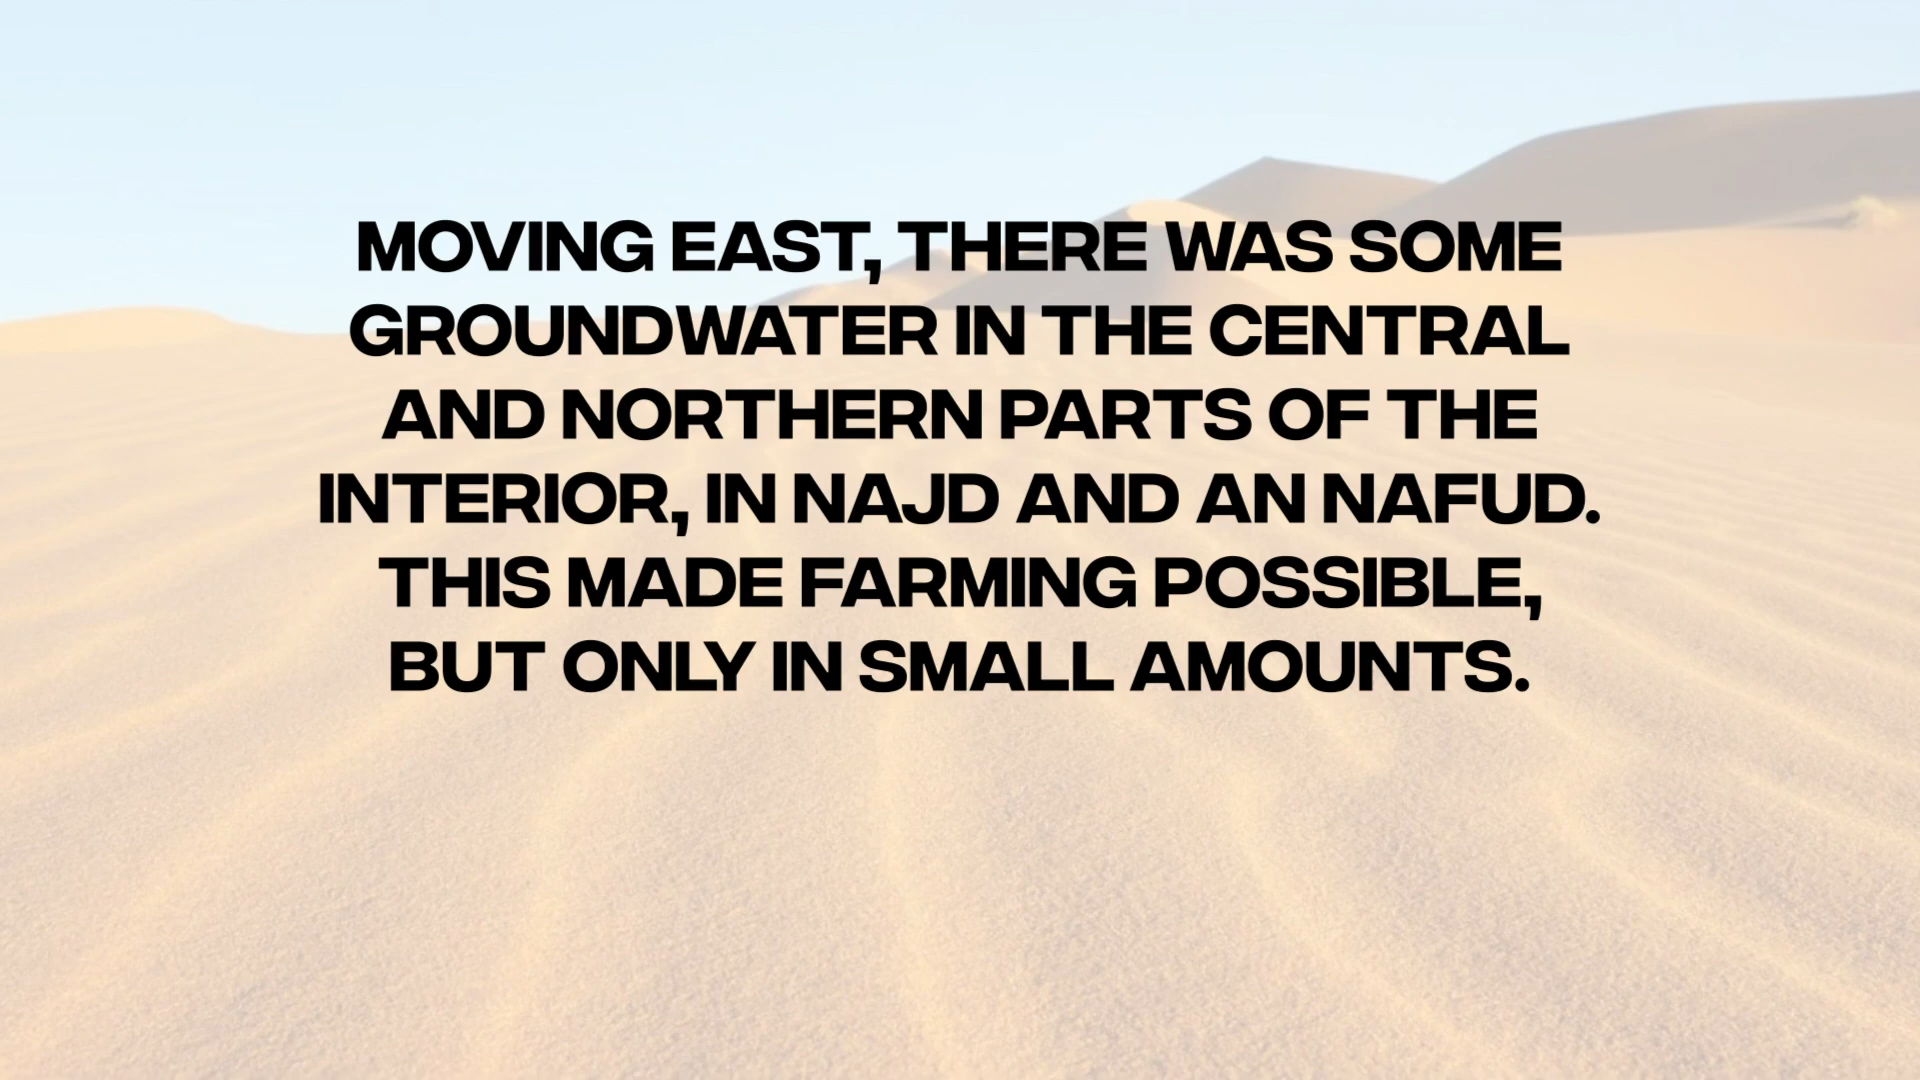 MOVING EAST, THERE WAS SOME
GROUNDWATER IN THE CENTRAL
AND NORTHERN PARTS OF THE
INTERIOR, IN NAJD AND AN NAFUD.
THIS MADE FARMING POSSIBLE,
BUT ONLY IN SMALL AMOUNTS.